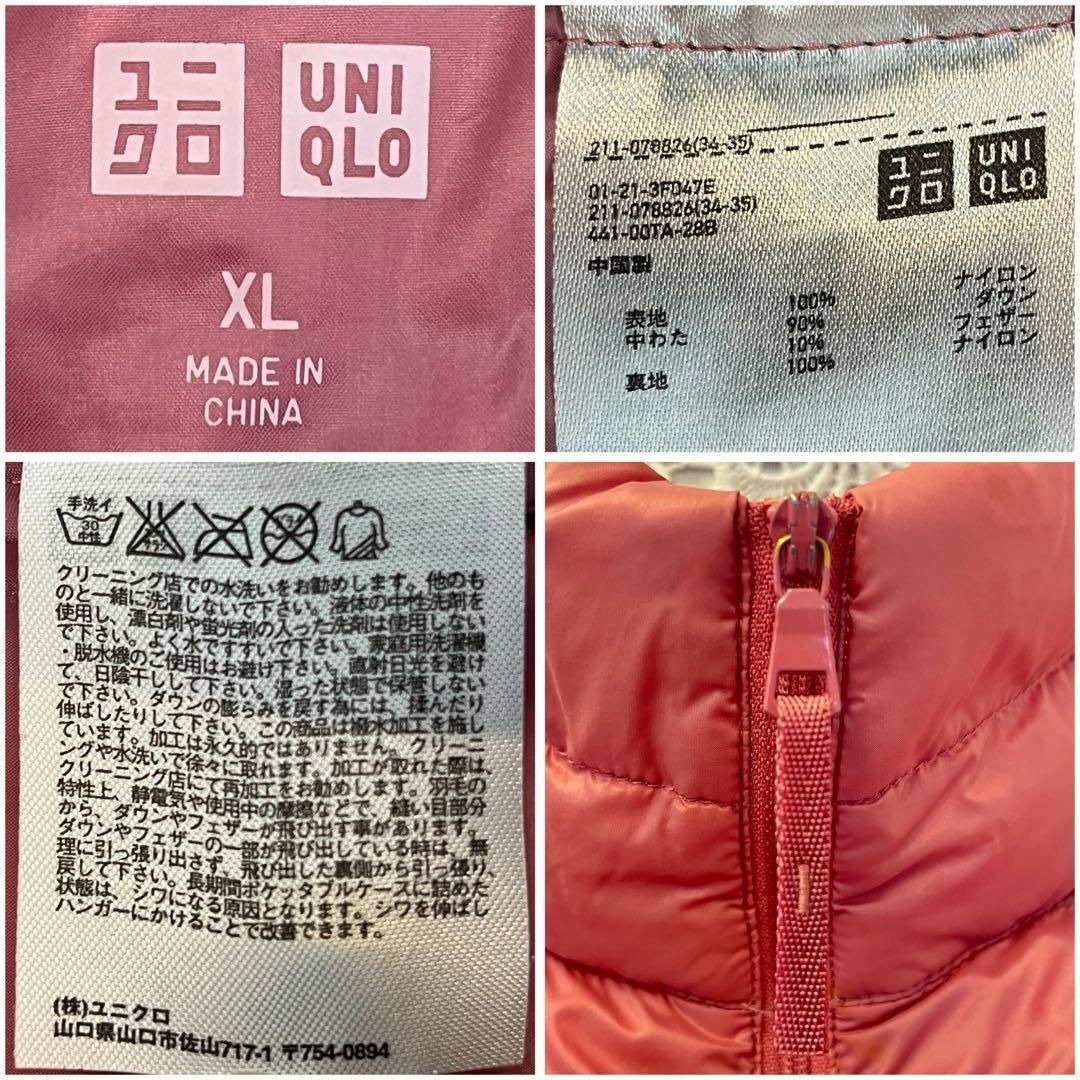 ユニ
クロ
UNI
QLO
XL
MADE IN
CHINA
211-078826(34-35)
01-21-3F047E
211-078826(34-35)
441-00TA-28B
ユニ
クロ
UNI
QLO
中国製
表地 100% ナイロン
中わた 90% ダウン
10% フェザー
裏地 100% ナイロン
手洗イ
30
中性
クリーニング店での水洗いをお勧めします。他のも
のと一緒に洗濯しないで下さい。液体の中性洗剤を
使用し、漂白剤や蛍光剤の入った洗剤は使用しない
で下さい。よく水ですすいで下さい。家庭用洗濯機
・脱水機のご使用はお避け下さい。直射日光を避け
て、日陰干しして下さい。湿った状態で保管しない
で下さい。ダウンの膨らみを戻す為には、揉んだり
伸ばしたりして下さい。この商品は撥水加工を施し
ています。加工は永久的ではありません。クリーニ
ングや水洗いで徐々に取れます。加工が取れた際は、
クリーニング店にて再加工をお勧めします。羽毛の
特性上、静電気や使用中の摩擦などで、縫い目部分
から、ダウンやフェザーが飛び出す事があります。
ダウンやフェザーの一部が飛び出している時は、無
理に引っ張り出さず、飛び出した裏側から引っ張り、
戻して下さい。長期間ポケッタブルケースに詰めた
状態は、シワになる原因となります。シワを伸ばし
ハンガーにかけることで改善できます。
(株)ユニクロ
山口県山口市佐山717-1 〒754-0894